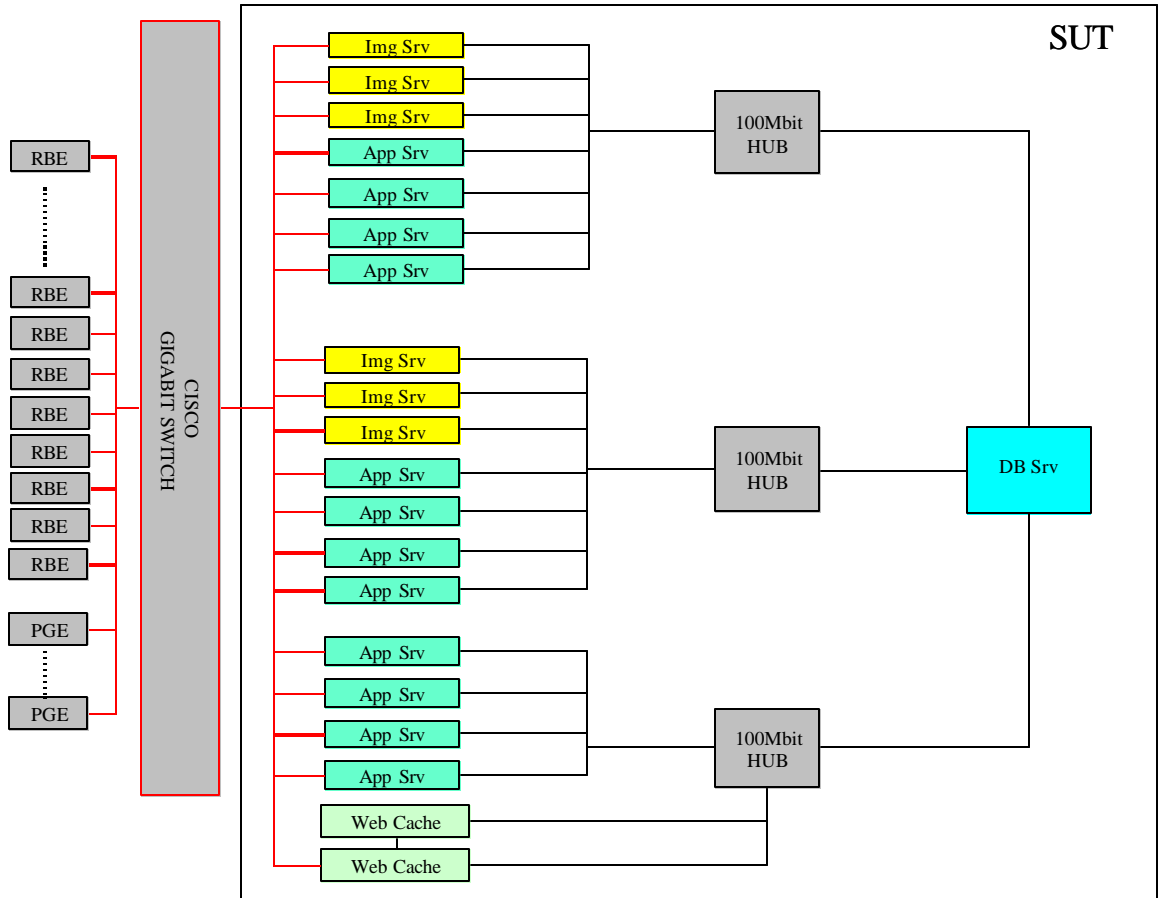 SUT
RBE
RBE
RBE
RBE
RBE
RBE
RBE
RBE
RBE
PGE
PGE
CISCO
GIGABIT SWITCH
Img Srv
Img Srv
Img Srv
App Srv
App Srv
App Srv
App Srv
100Mbit
HUB
Img Srv
Img Srv
Img Srv
App Srv
App Srv
App Srv
App Srv
100Mbit
HUB
DB Srv
App Srv
App Srv
App Srv
App Srv
100Mbit
HUB
Web Cache
Web Cache